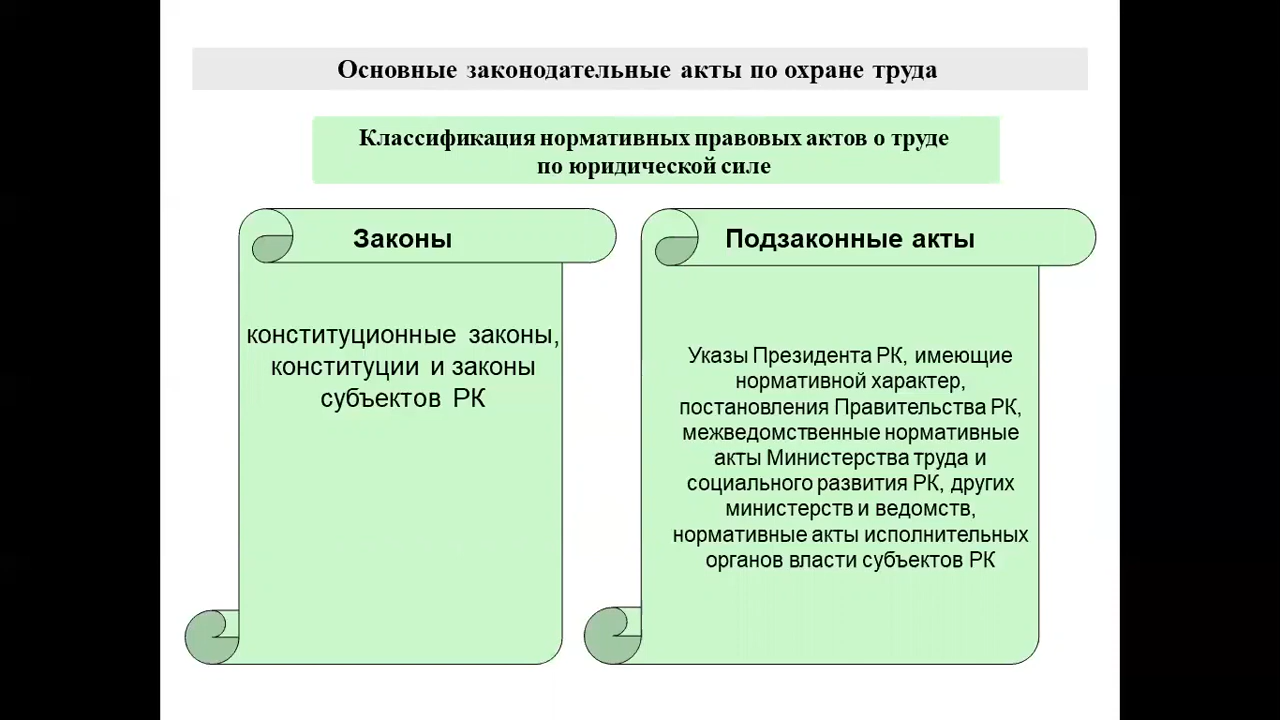 Основные законодательные акты по охране труда
Классификация нормативных правовых актов о труде
по юридической силе
Законы
конституционные законы,
конституции и законы
субъектов РК
Подзаконные акты
Указы Президента РК, имеющие
нормативной характер,
постановления Правительства РК,
межведомственные нормативные
акты Министерства труда и
социального развития РК, других
министерств и ведомств,
нормативные акты исполнительных
органов власти субъектов РК